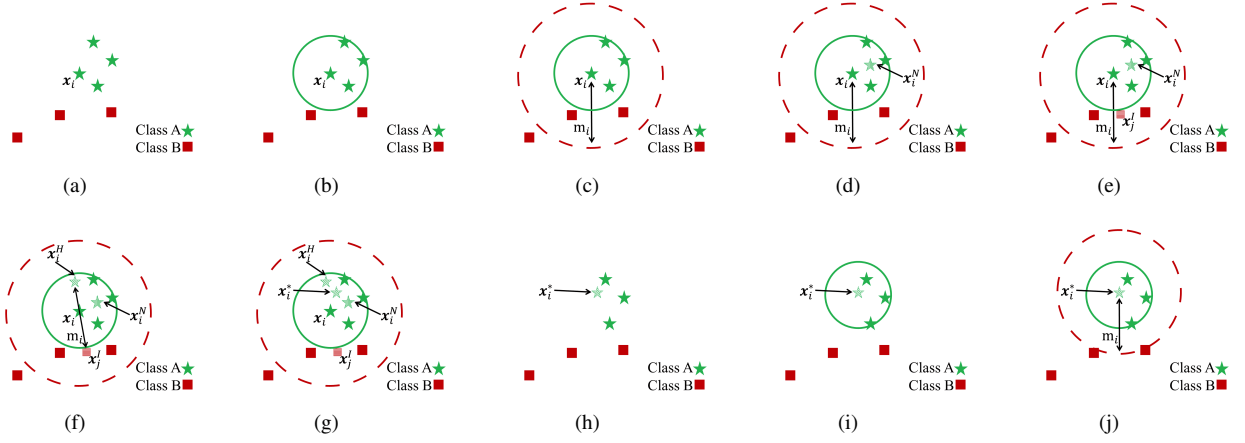 x_i
Class A
Class B
(a)
x_i
Class A
Class B
(b)
x_i
m_i
Class A
Class B
(c)
x_i
x_i^N
m_i
Class A
Class B
(d)
x_i
x_i^N
m_i
x_j^I
Class A
Class B
(e)
x_i^H
x_i
x_i^N
m_i
x_j^I
Class A
Class B
(f)
x_i^H
x_i^*
x_i
x_i^N
x_j^I
Class A
Class B
(g)
x_i^*
Class A
Class B
(h)
x_i^*
Class A
Class B
(i)
x_i^*
m_i
Class A
Class B
(j)